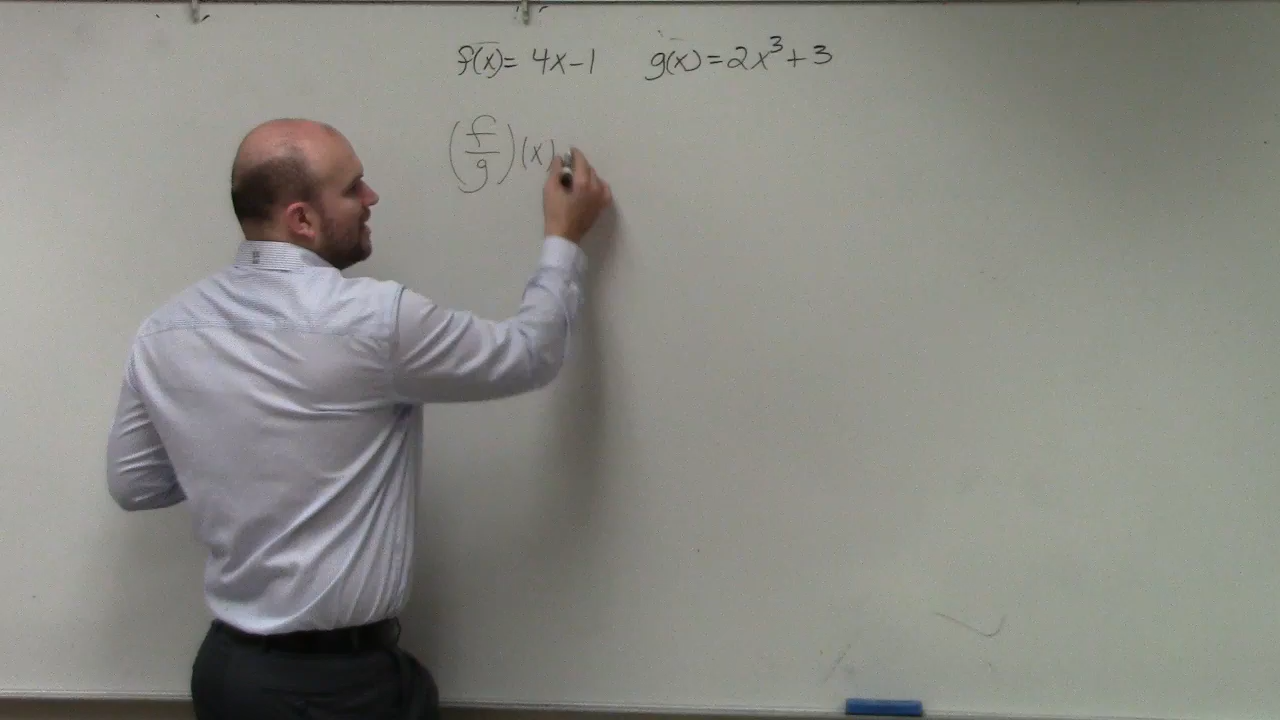 f(x) = 4x - 1 g(x) = 2x³ + 3
(f/g)(x)